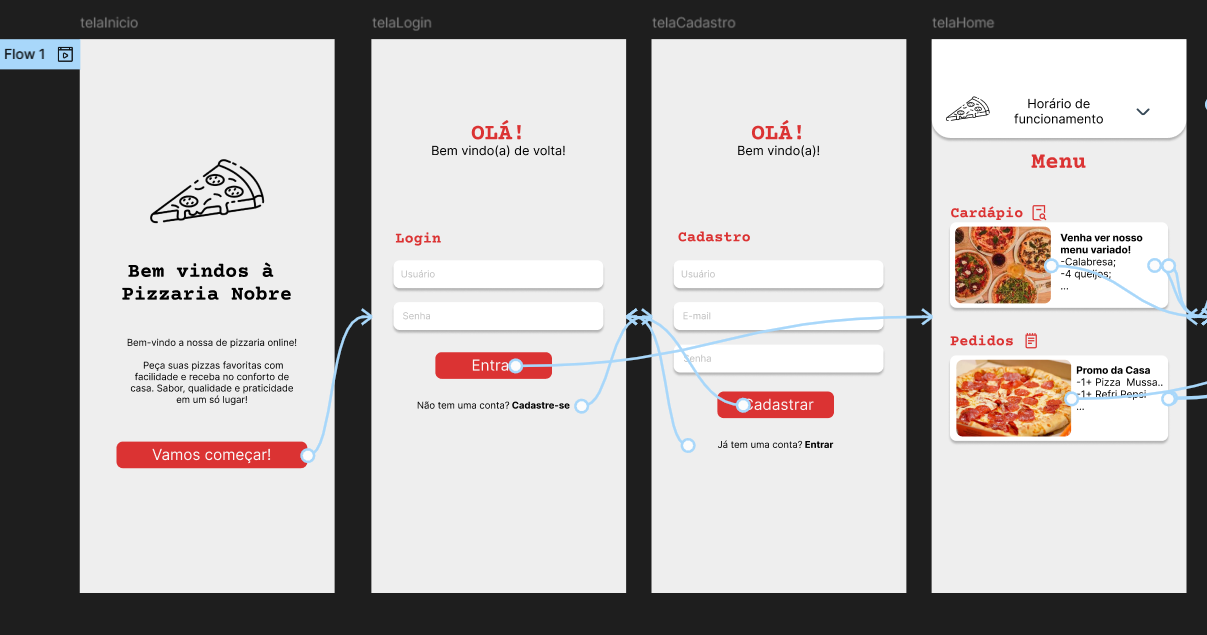 telaInicio
telaLogin
telaCadastro
telaHome
Flow 1
Bem vindos à
Pizzaria Nobre
Bem-vindo a nossa de pizzaria online!
Peça suas pizzas favoritas com
facilidade e receba no conforto de
casa. Sabor, qualidade e praticidade
em um só lugar!
Vamos começar!
OLÁ!
Bem vindo(a) de volta!
Login
Usuário
Senha
Entra
Não tem uma conta? Cadastre-se
OLÁ!
Bem vindo(a)!
Cadastro
Usuário
E-mail
Senha
Cadastrar
Já tem uma conta? Entrar
Horário de
funcionamento
Menu
Cardápio
Venha ver nosso
menu variado!
-Calabresa;
-4 queijos;
...
Pedidos
Promo da Casa
-1+ Pizza Mussa..
-1+ Refri Pepsi
...